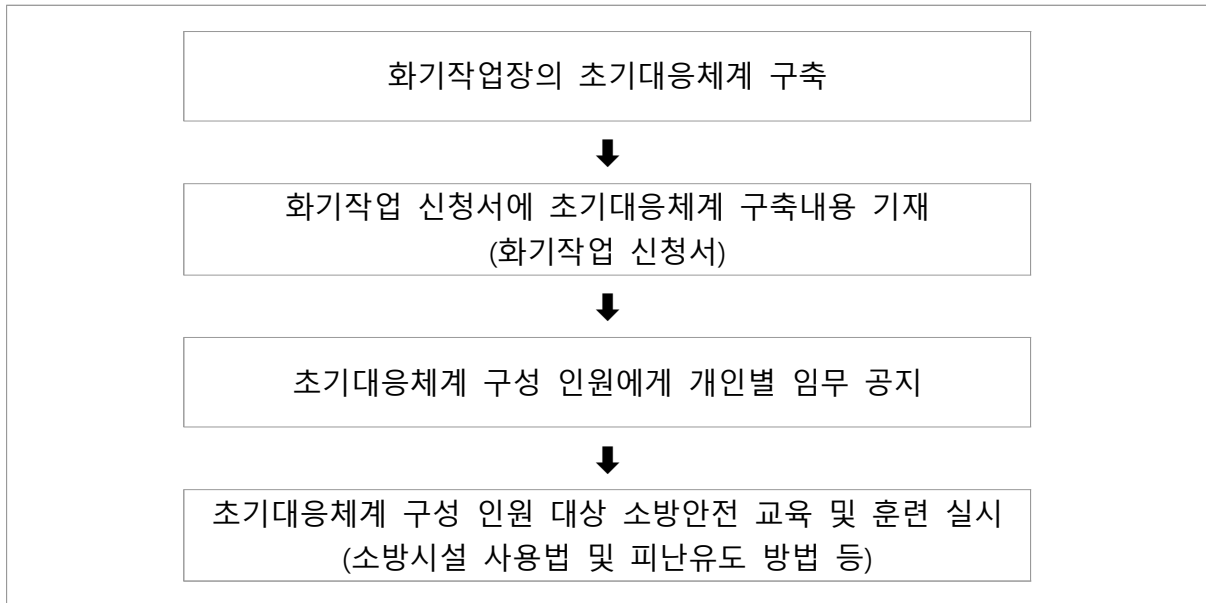 화기작업장의 초기대응체계 구축
화기작업 신청서에 초기대응체계 구축내용 기재
(화기작업 신청서)
초기대응체계 구성 인원에게 개인별 임무 공지
초기대응체계 구성 인원 대상 소방안전 교육 및 훈련 실시
(소방시설 사용법 및 피난유도 방법 등)